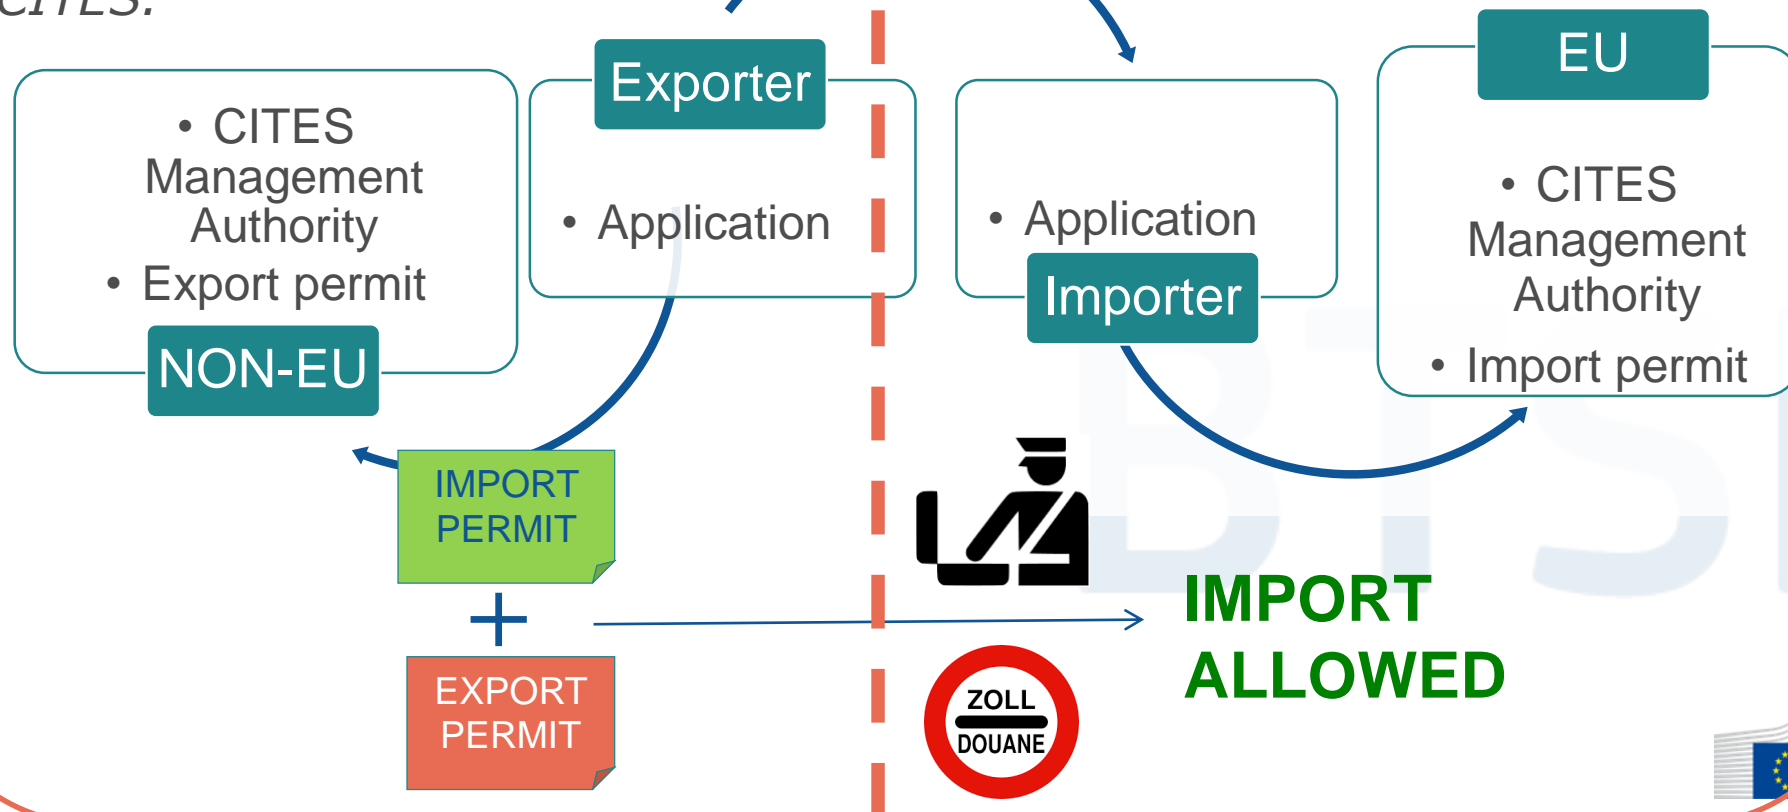 CITES.
• CITES
Management
Authority
• Export permit
NON-EU
Exporter
• Application
• Application
Importer
EU
• CITES
Management
Authority
• Import permit
IMPORT
PERMIT
+
EXPORT
PERMIT
ZOLL
DOUANE
IMPORT
ALLOWED
BTS